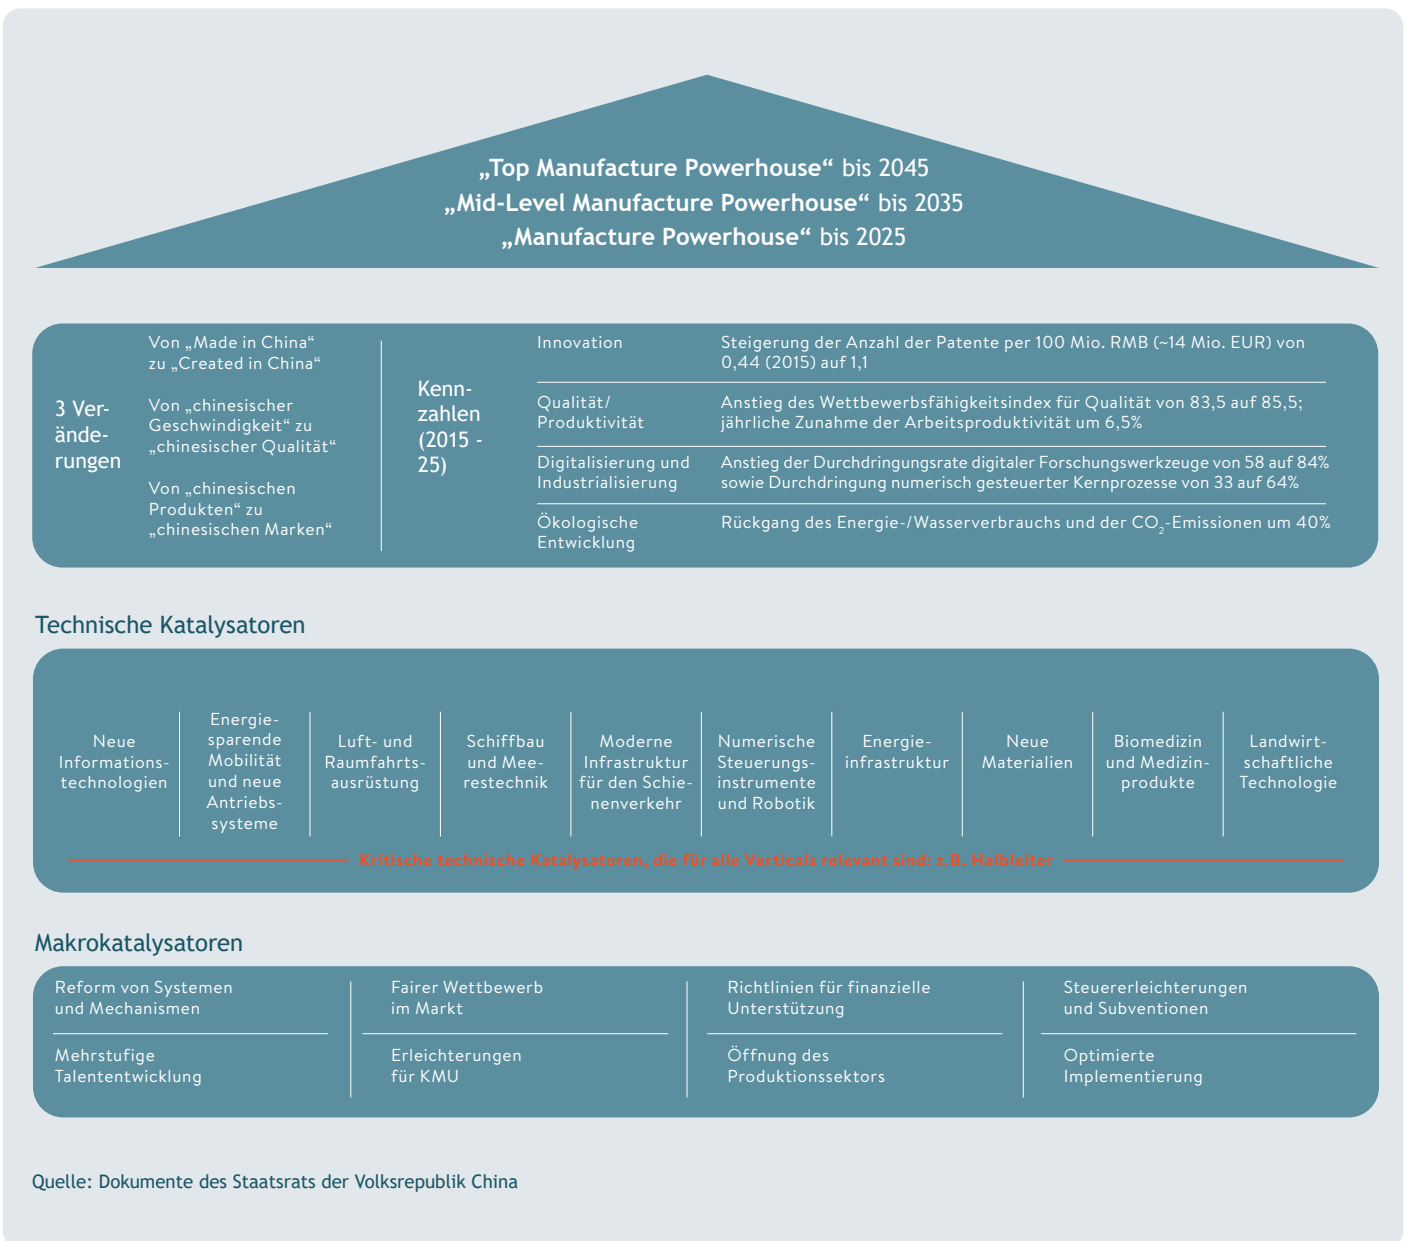 „Top Manufacture Powerhouse“ bis 2045
„Mid-Level Manufacture Powerhouse“ bis 2035
„Manufacture Powerhouse“ bis 2025
3 Ver-
ände-
rungen
Von „Made in China“
zu „Created in China“
Von „chinesischer
Geschwindigkeit“ zu
„chinesischer Qualität“
Von „chinesischen
Produkten“ zu
„chinesischen Marken“
Kenn-
zahlen
(2015 -
25)
Innovation
Steigerung der Anzahl der Patente per 100 Mio. RMB (~14 Mio. EUR) von
0,44 (2015) auf 1,1
Qualität/
Produktivität
Anstieg des Wettbewerbsfähigkeitsindex für Qualität von 83,5 auf 85,5;
jährliche Zunahme der Arbeitsproduktivität um 6,5%
Digitalisierung und
Industrialisierung
Anstieg der Durchdringungsrate digitaler Forschungswerkzeuge von 58 auf 84%
sowie Durchdringung numerisch gesteuerter Kernprozesse von 33 auf 64%
Ökologische
Entwicklung
Rückgang des Energie-/Wasserverbrauchs und der CO₂-Emissionen um 40%
Technische Katalysatoren
Neue
Informations-
technologien
Energie-
sparende
Mobilität
und neue
Antriebs-
systeme
Luft- und
Raumfahrts-
ausrüstung
Schiffbau
und Mee-
restechnik
Moderne
Infrastruktur
für den Schie-
nenverkehr
Numerische
Steuerungs-
instrumente
und Robotik
Energie-
infrastruktur
Neue
Materialien
Biomedizin
und Medizin-
produkte
Landwirt-
schaftliche
Technologie
Kritische technische Katalysatoren, die für alle Verticals relevant sind: z.B. Halbleiter
Makrokatalysatoren
Reform von Systemen
und Mechanismen
Fairer Wettbewerb
im Markt
Richtlinien für finanzielle
Unterstützung
Steuererleichterungen
und Subventionen
Mehrstufige
Talententwicklung
Erleichterungen
für KMU
Öffnung des
Produktionssektors
Optimierte
Implementierung
Quelle: Dokumente des Staatsrats der Volksrepublik China